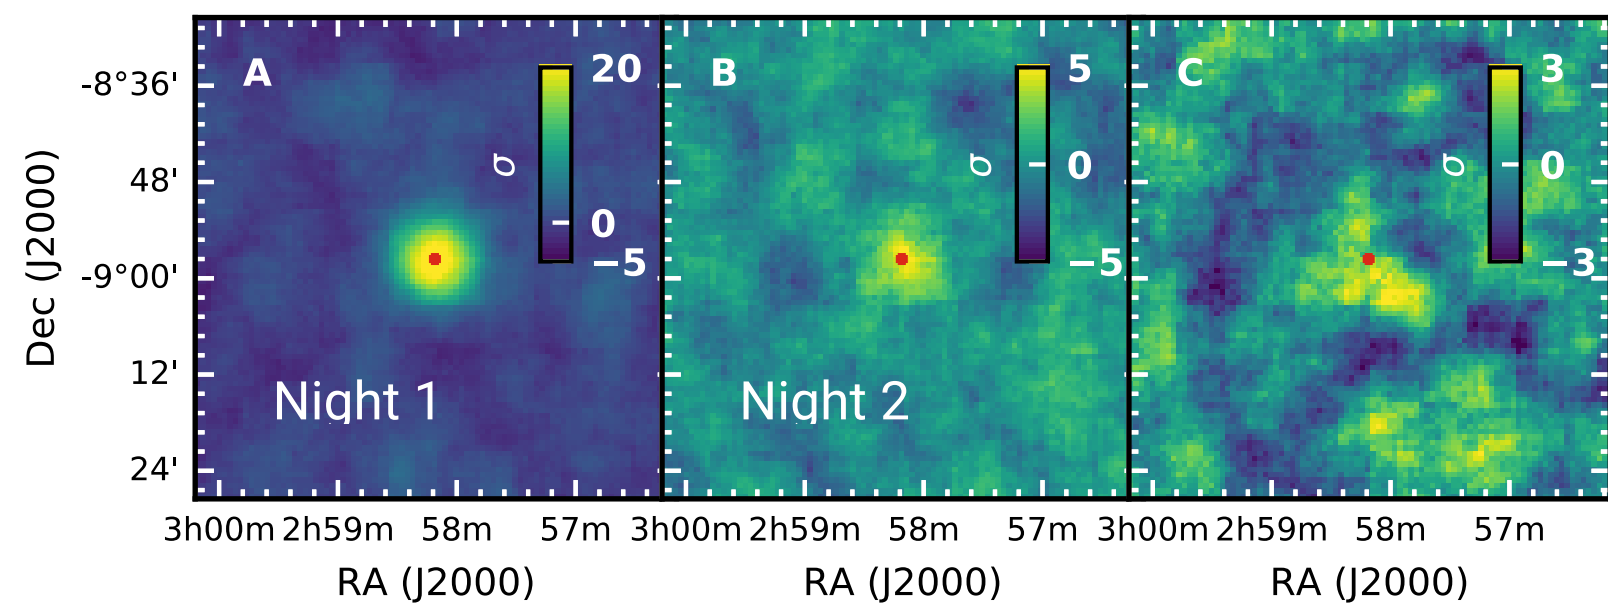 A
20
σ
0
−5
B
5
σ
0
−5
C
3
σ
0
−3
-8°36'
48'
-9°00'
12'
24'
Dec (J2000)
Night 1
Night 2
3h00m 2h59m 58m 57m 3h00m 2h59m 58m 57m 3h00m 2h59m 58m 57m
RA (J2000) RA (J2000) RA (J2000)